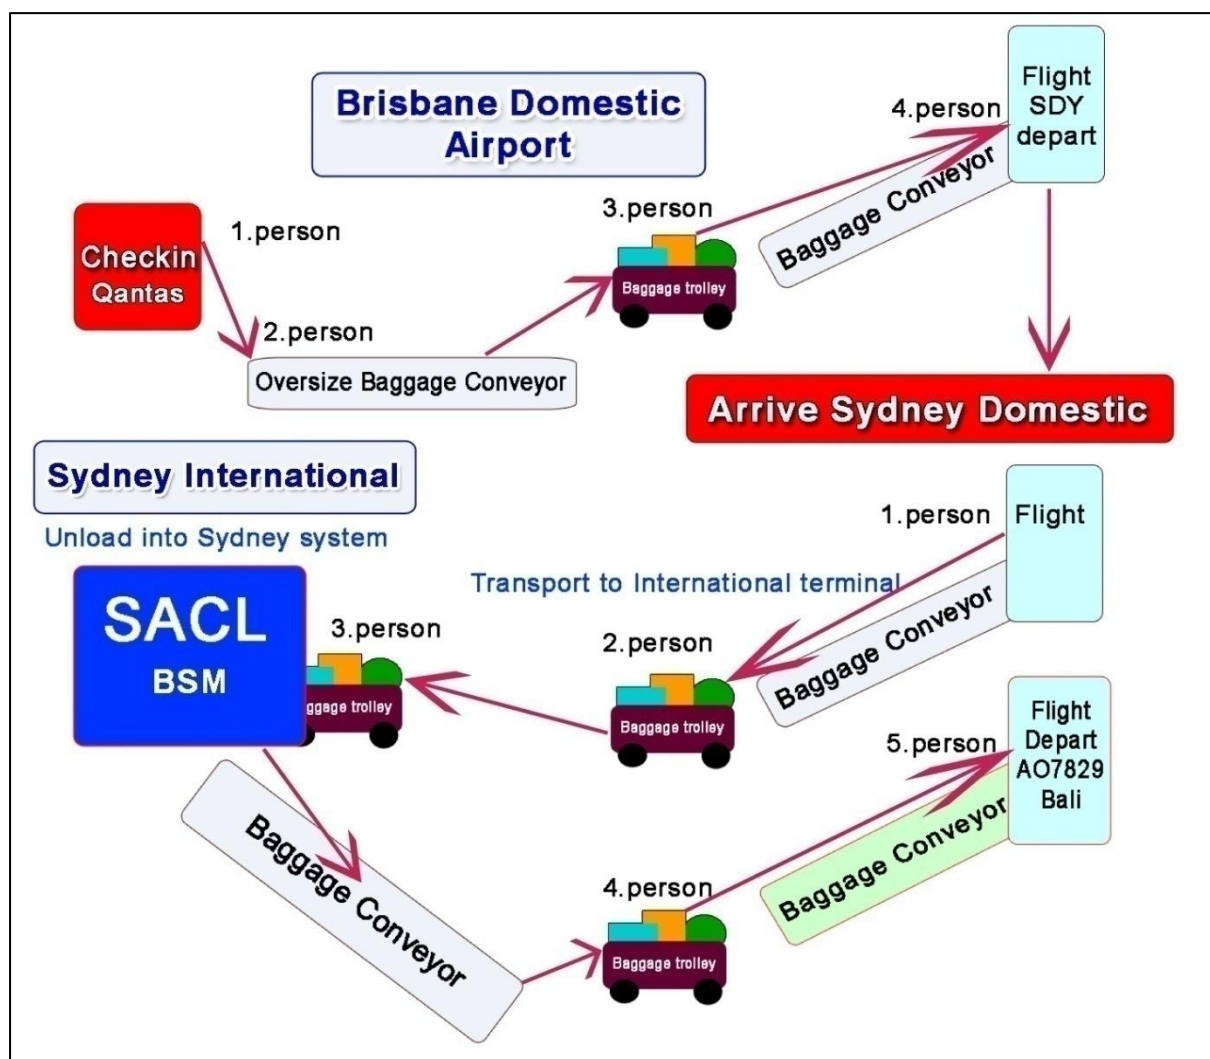 Brisbane Domestic
Airport
4.person
Flight
SDY
depart
Baggage Conveyor
3.person
Baggage trolley
1.person
Checkin
Qantas
2.person
Oversize Baggage Conveyor
Arrive Sydney Domestic
Sydney International
Unload into Sydney system
1.person
Flight
Transport to International terminal
Baggage Conveyor
SACL
BSM
3.person
ggage trolley
2.person
Baggage trolley
Baggage Conveyor
4.person
Baggage trolley
5.person
Flight
Depart
AO7829
Bali
Baggage Conveyor